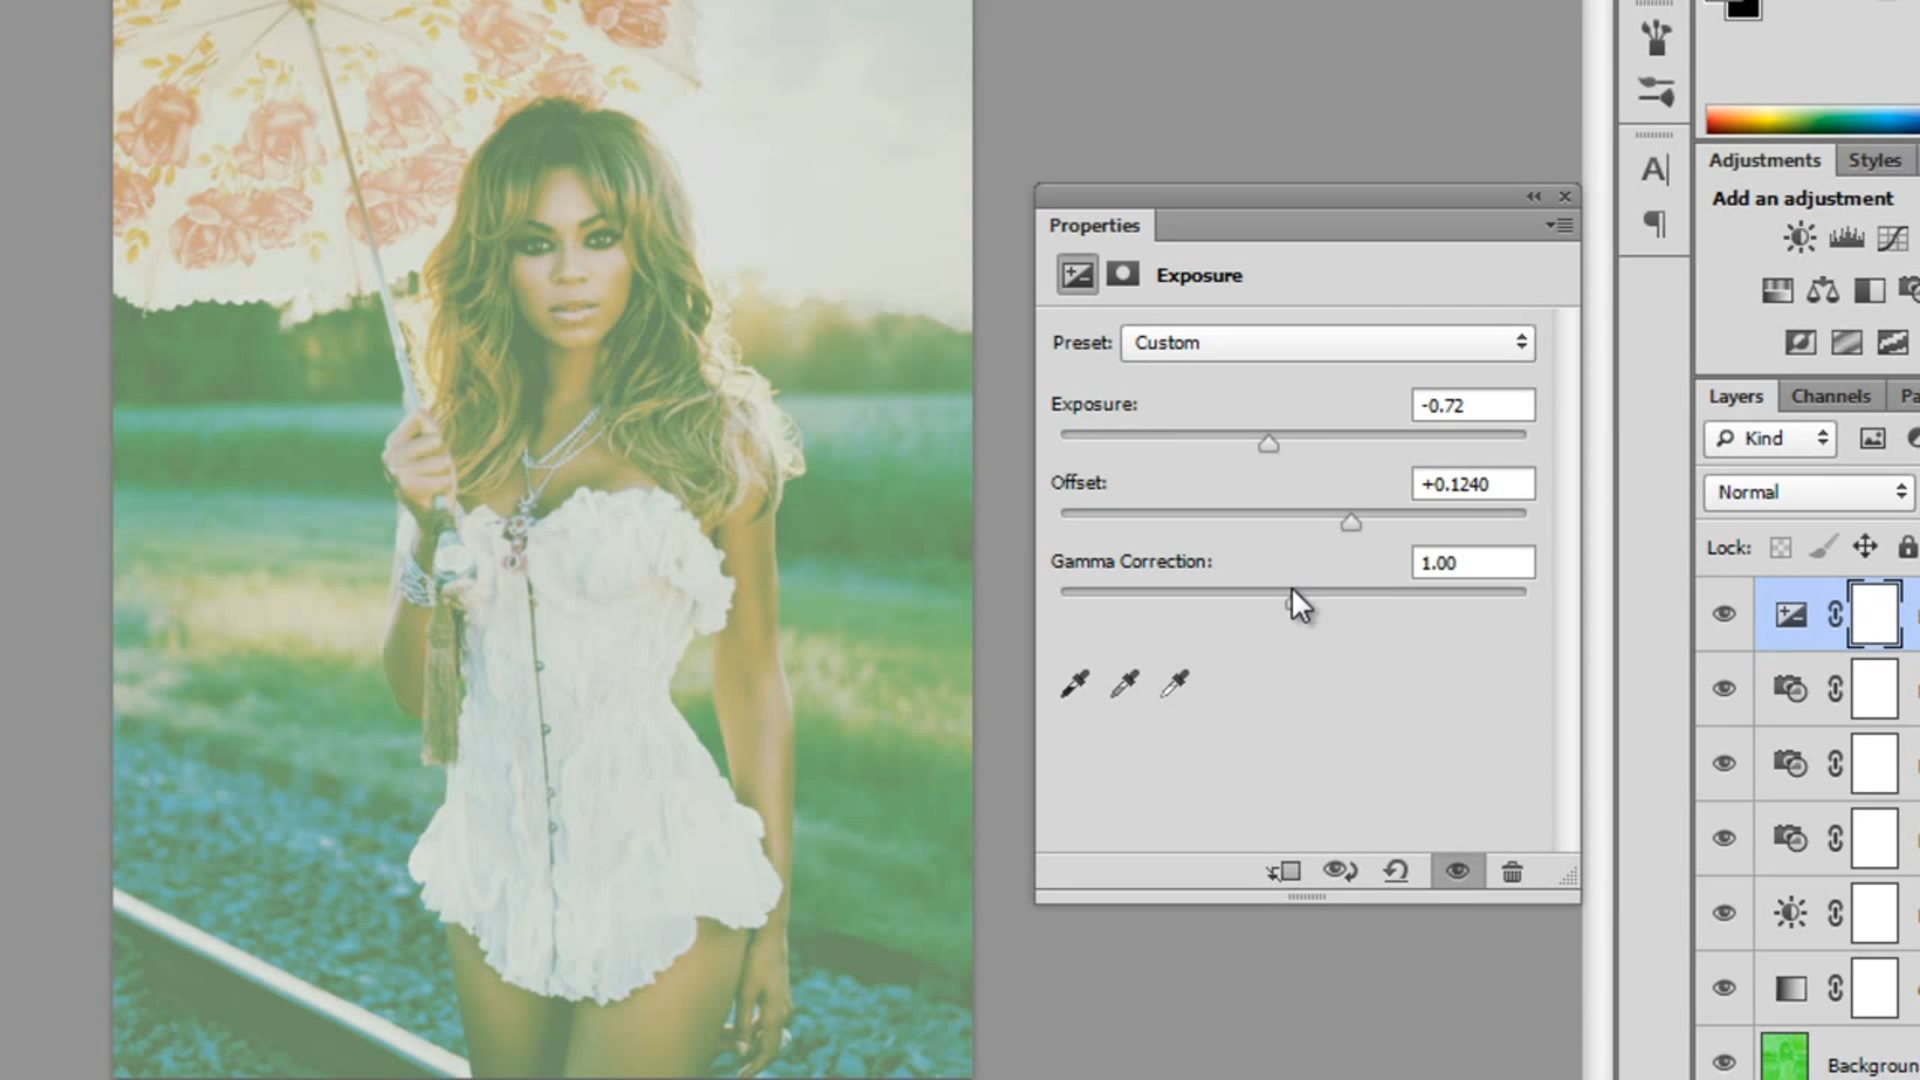 Adjustments
Styles
Add an adjustment
Properties
Exposure
Preset:
Custom
Exposure:
-0.72
Offset:
+0.1240
Gamma Correction:
1.00
Layers
Channels
Pa
Kind
Normal
Lock:
Backgroun